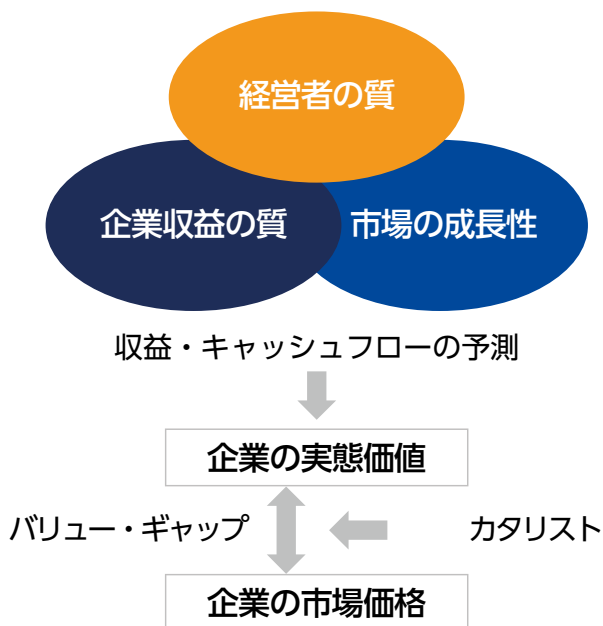 経営者の質
企業収益の質
市場の成長性
収益・キャッシュフローの予測
企業の実態価値
バリュー・ギャップ
カタリスト
企業の市場価格